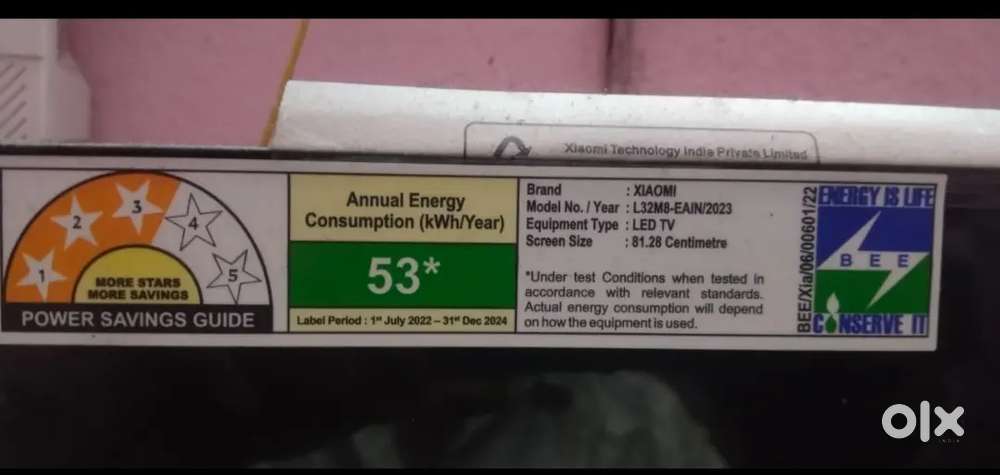 Xiaomi Technology India Private Limited
1 2 3 4 5
MORE STARS
MORE SAVINGS
POWER SAVINGS GUIDE
Annual Energy
Consumption (kWh/Year)
53*
Label Period : 1st July 2022 – 31st Dec 2024
Brand : XIAOMI
Model No. / Year : L32M8-EAIN/2023
Equipment Type : LED TV
Screen Size : 81.28 Centimetre
*Under test Conditions when tested in
accordance with relevant standards.
Actual energy consumption will depend
on how the equipment is used.
BEE/Xia/06/00601/22
ENERGY IS LIFE
BEE
CONSERVE IT
olx
INDIA